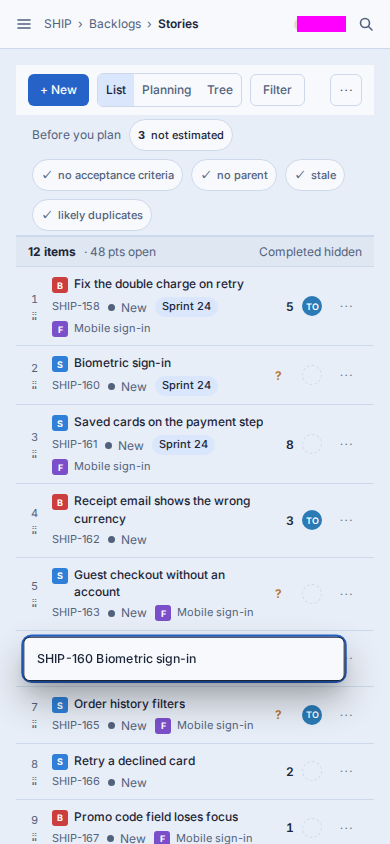 SHIP › Backlogs › Stories
+ New List Planning Tree Filter ···
Before you plan 3 not estimated
✓ no acceptance criteria ✓ no parent ✓ stale
✓ likely duplicates
12 items · 48 pts open Completed hidden
1 B Fix the double charge on retry
SHIP-158 New Sprint 24 5 TO ···
F Mobile sign-in
2 S Biometric sign-in
SHIP-160 New Sprint 24 ? ···
3 S Saved cards on the payment step
SHIP-161 New Sprint 24 8 ···
F Mobile sign-in
4 B Receipt email shows the wrong
currency 3 TO ···
SHIP-162 New
5 S Guest checkout without an
account ? ···
SHIP-163 New F Mobile sign-in
SHIP-160 Biometric sign-in
7 S Order history filters
SHIP-165 New F Mobile sign-in ? TO ···
8 S Retry a declined card
SHIP-166 New 2 ···
9 B Promo code field loses focus
SHIP-167 New F Mobile sign-in 1 ···